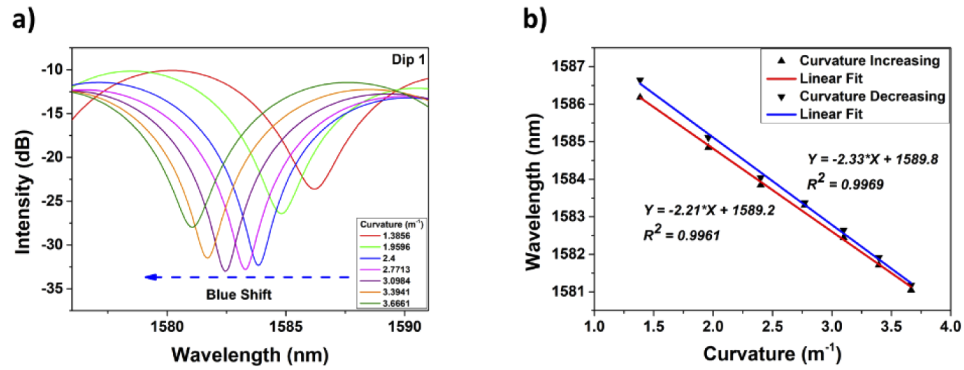 a)
Dip 1
-10
-15
-20
-25
-30
-35
Intensity (dB)
Curvature (m⁻¹)
1.3856
1.9596
2.4
2.7713
3.0984
3.3941
3.6661
Blue Shift
1580
1585
1590
Wavelength (nm)
b)
1587
1586
1585
1584
1583
1582
1581
Wavelength (nm)
Curvature Increasing
Linear Fit
Curvature Decreasing
Linear Fit
Y = -2.33*X + 1589.8
R² = 0.9969
Y = -2.21*X + 1589.2
R² = 0.9961
1.0
1.5
2.0
2.5
3.0
3.5
4.0
Curvature (m⁻¹)